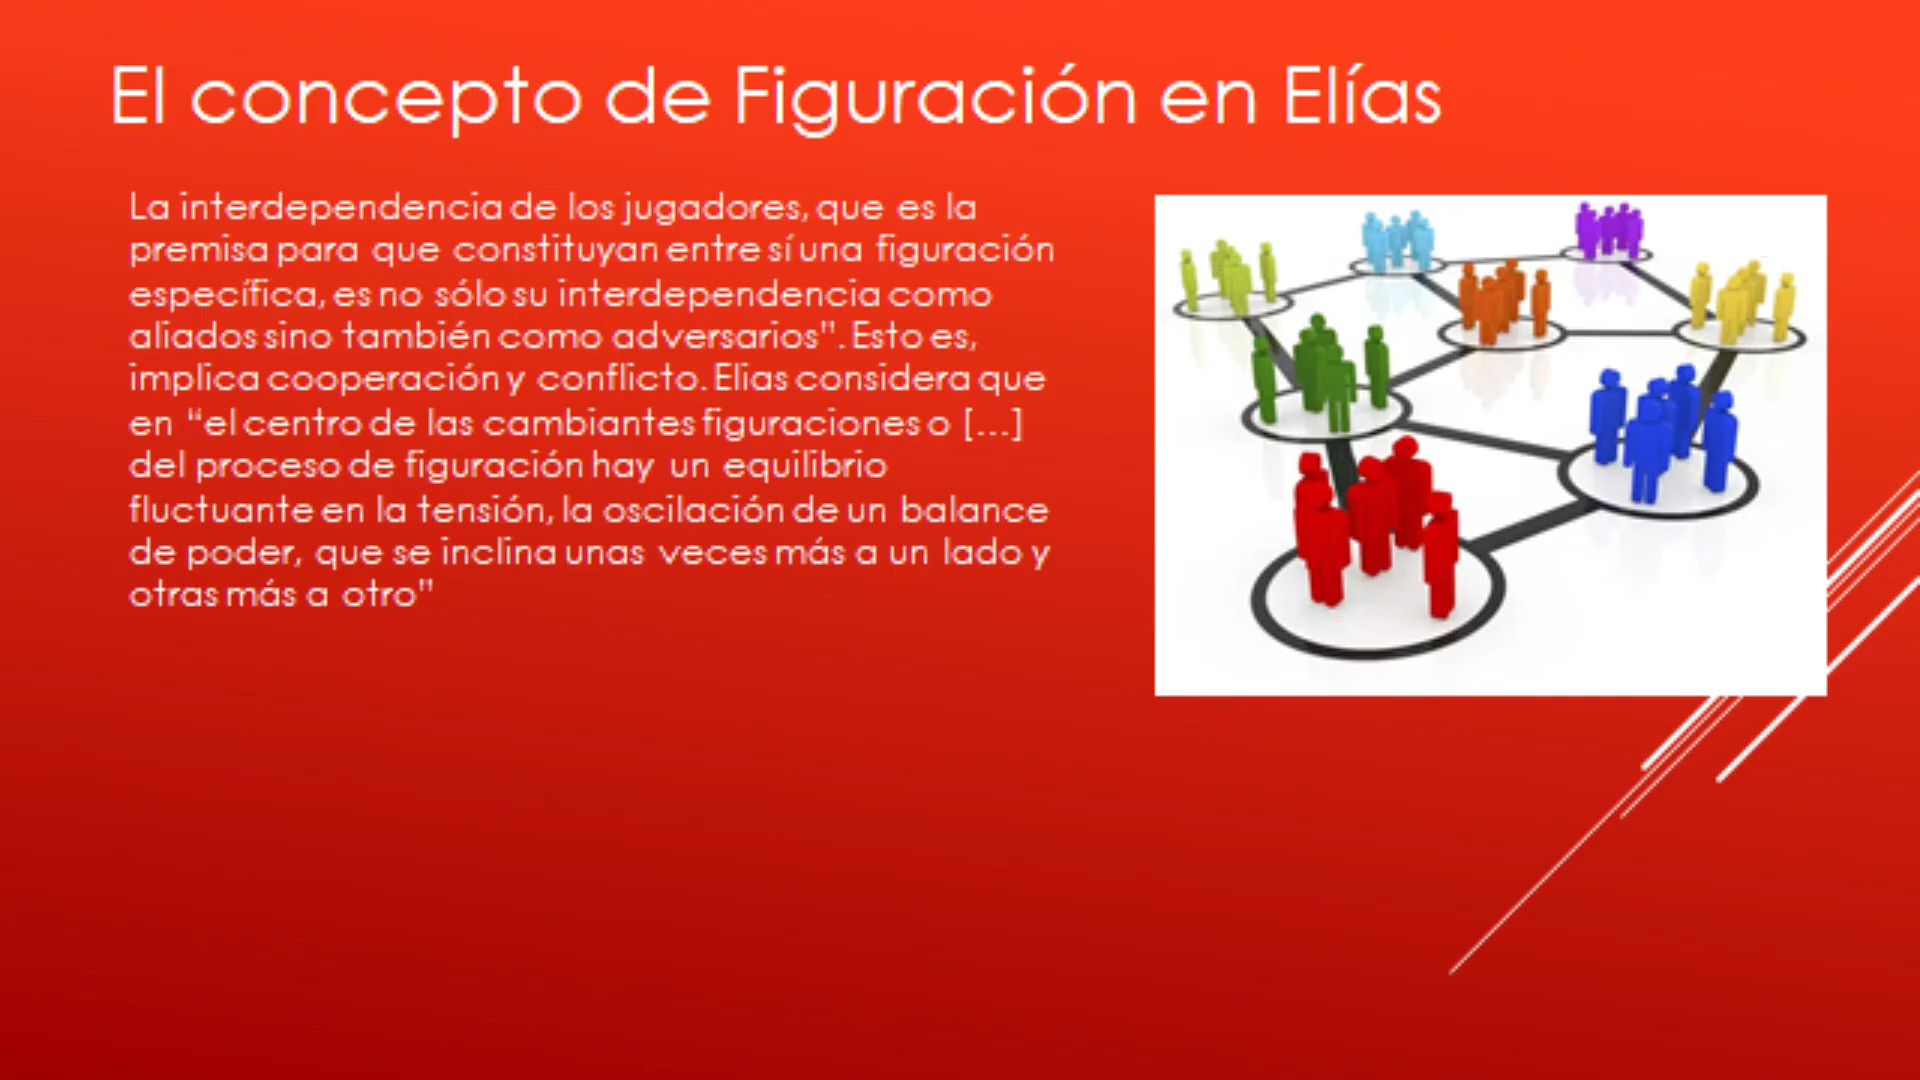 El concepto de Figuración en Elías
La interdependencia de los jugadores, que es la
premisa para que constituyan entre sí una figuración
específica, es no sólo su interdependencia como
aliados sino también como adversarios". Esto es,
implica cooperación y conflicto. Elias considera que
en “el centro de las cambiantes figuraciones o [...]
del proceso de figuración hay un equilibrio
fluctuante en la tensión, la oscilación de un balance
de poder, que se inclina unas veces más a un lado y
otras más a otro"